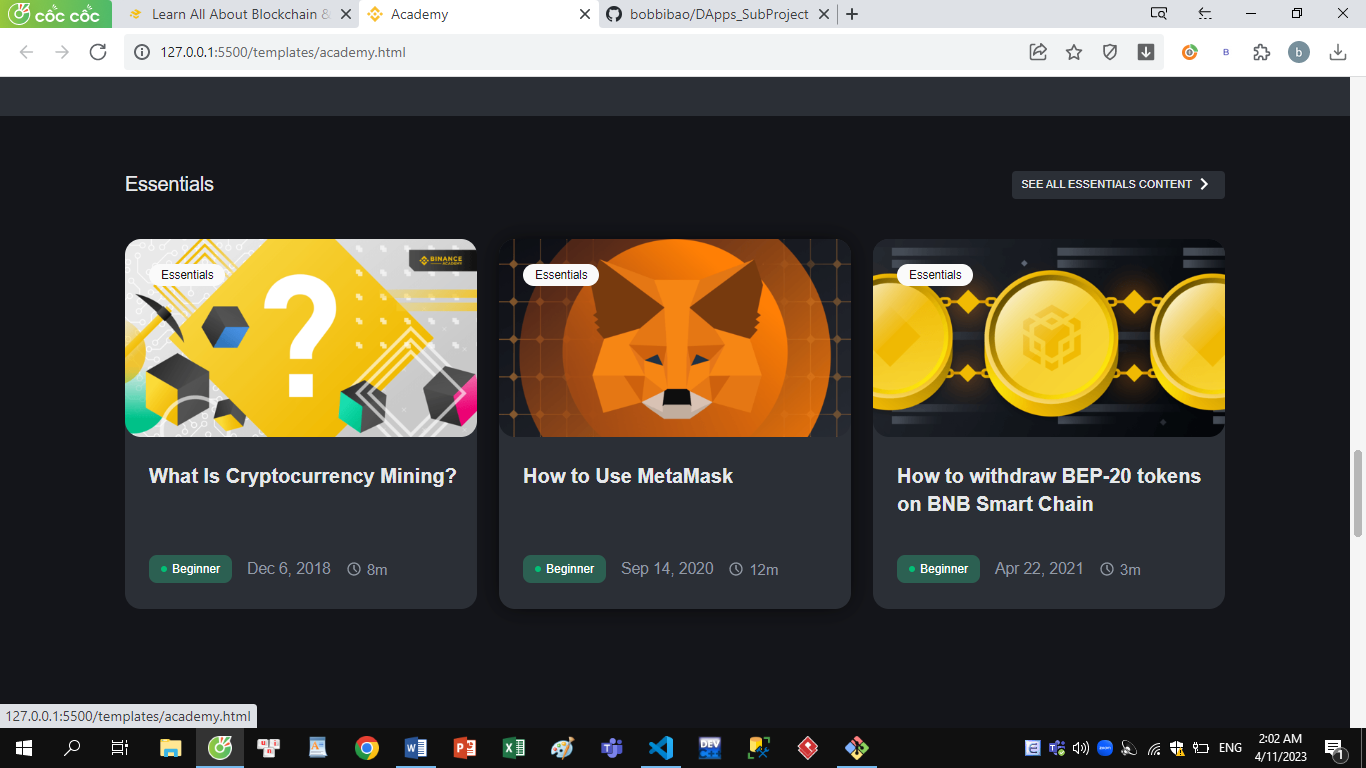 cốc cốc
Learn All About Blockchain &
Academy
bobbibao/DApps_SubProject
127.0.0.1:5500/templates/academy.html
B
b
Essentials
SEE ALL ESSENTIALS CONTENT
Essentials
BINANCE
ACADEMY
Essentials
Essentials
?
What Is Cryptocurrency Mining?
How to Use MetaMask
How to withdraw BEP-20 tokens
on BNB Smart Chain
Beginner
Dec 6, 2018
8m
Beginner
Sep 14, 2020
12m
Beginner
Apr 22, 2021
3m
127.0.0.1:5500/templates/academy.html
DEV
ENG
2:02 AM
4/11/2023
1